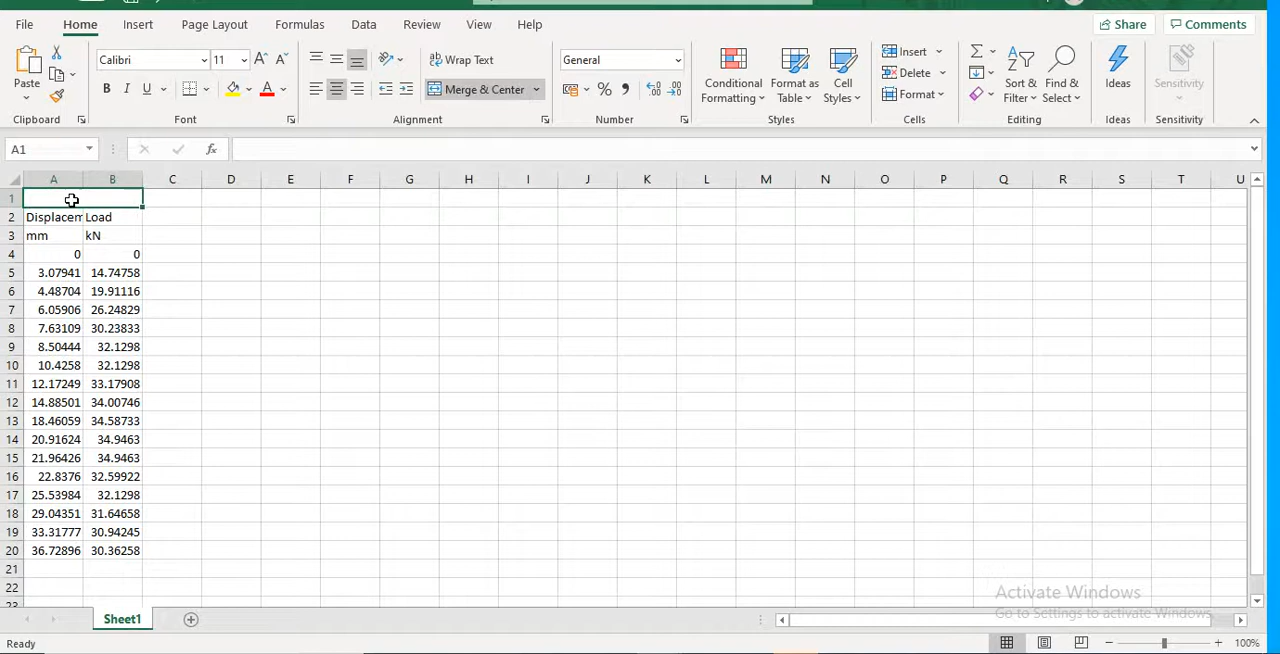 File Home Insert Page Layout Formulas Data Review View Help Share Comments
Paste
Clipboard
Calibri 11
B I U A
Font
ab Wrap Text
Merge & Center
Alignment
General
% 
Number
Conditional Formatting
Format as Table
Cell Styles
Styles
Insert
Delete
Format
Cells
Sort & Filter
Find & Select
Editing
Ideas
Ideas
Sensitivity
Sensitivity
A1 fx
A B C D E F G H I J K L M N O P Q R S T U
1
2 Displacem Load
3 mm kN
4 0 0
5 3.07941 14.74758
6 4.48704 19.91116
7 6.05906 26.24829
8 7.63109 30.23833
9 8.50444 32.1298
10 10.4258 32.1298
11 12.17249 33.17908
12 14.88501 34.00746
13 18.46059 34.58733
14 20.91624 34.9463
15 21.96426 34.9463
16 22.8376 32.59922
17 25.53984 32.1298
18 29.04351 31.64658
19 33.31777 30.94245
20 36.72896 30.36258
21
22
23
Activate Windows
Go to Settings to activate Windows.
Sheet1
Ready 100%